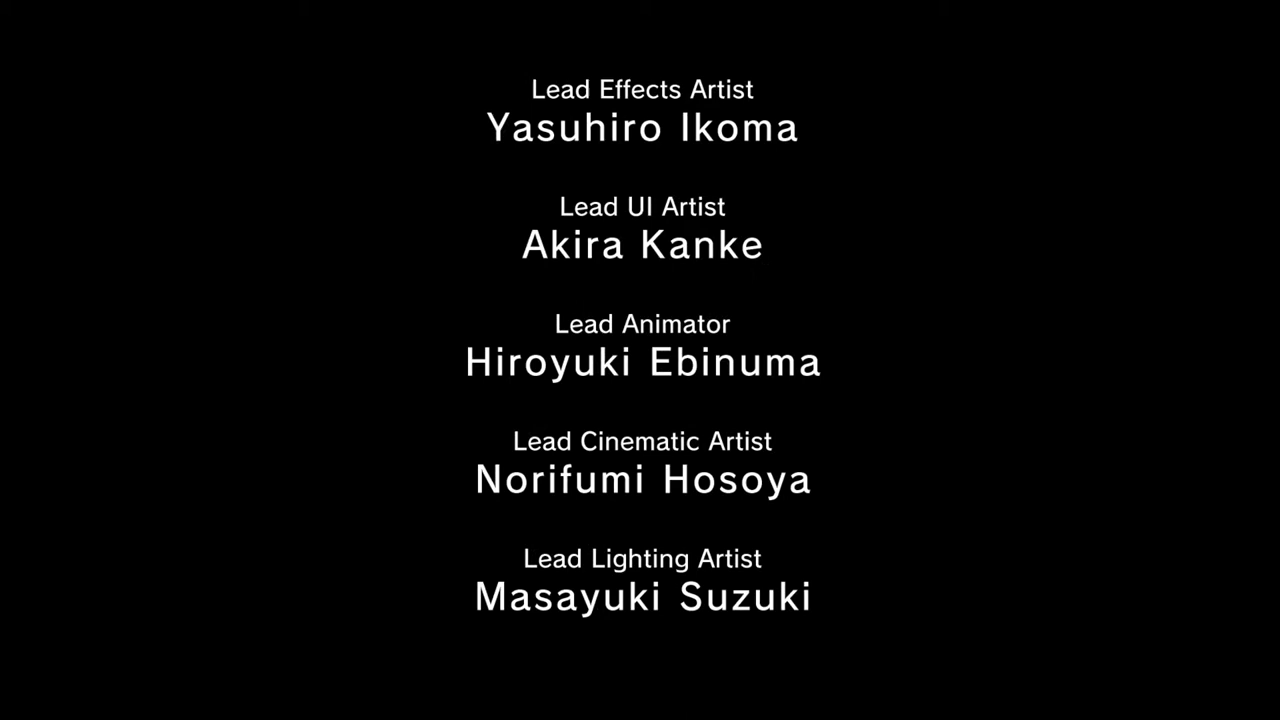 Lead Effects Artist
Yasuhiro Ikoma
Lead UI Artist
Akira Kanke
Lead Animator
Hiroyuki Ebinuma
Lead Cinematic Artist
Norifumi Hosoya
Lead Lighting Artist
Masayuki Suzuki